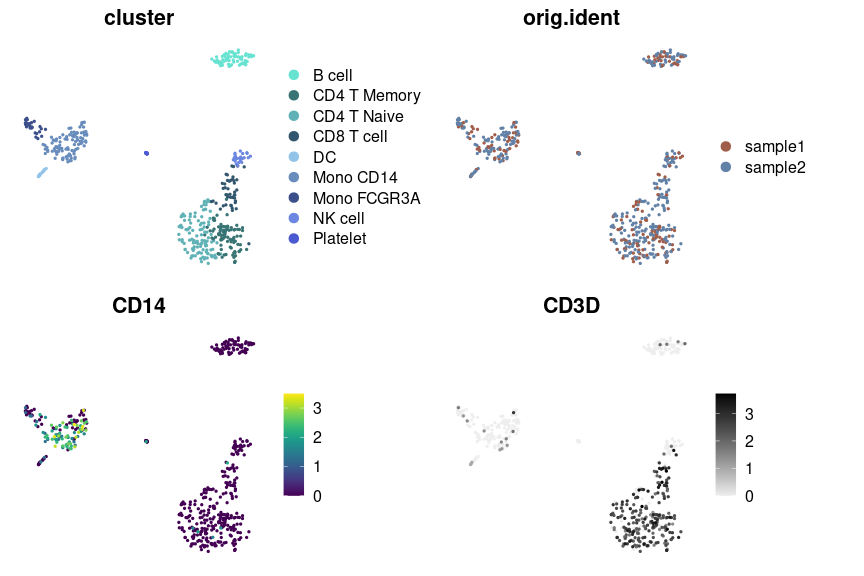 cluster
B cell
CD4 T Memory
CD4 T Naive
CD8 T cell
DC
Mono CD14
Mono FCGR3A
NK cell
Platelet
orig.ident
sample1
sample2
CD14
3
2
1
0
CD3D
3
2
1
0